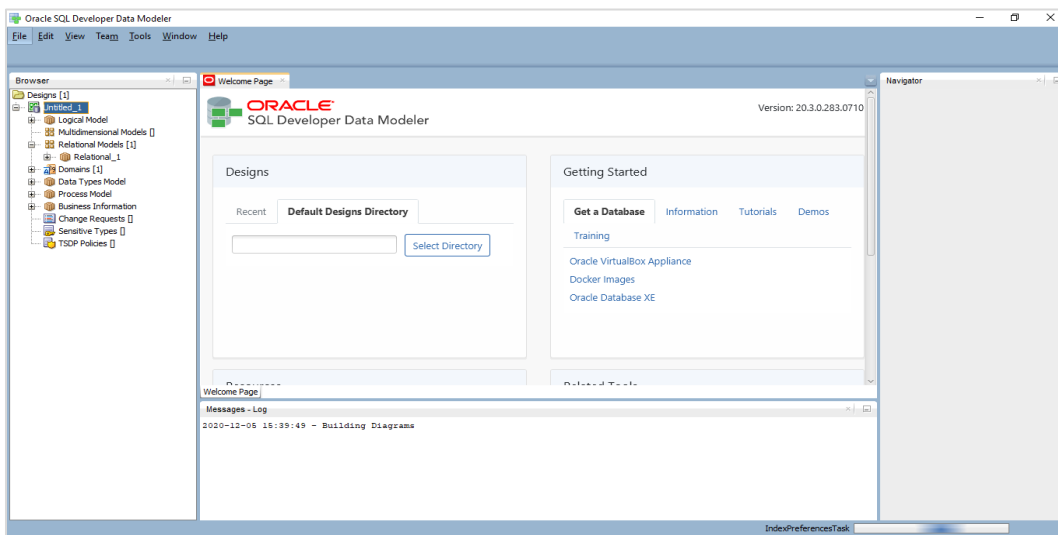 Oracle SQL Developer Data Modeler
File Edit View Team Tools Window Help
Browser
Designs [1]
Untitled_1
Logical Model
Multidimensional Models []
Relational Models [1]
Relational_1
Domains [1]
Data Types Model
Process Model
Business Information
Change Requests []
Sensitive Types []
TSDP Policies []
Welcome Page
ORACLE
SQL Developer Data Modeler
Version: 20.3.0.283.0710
Designs
Recent Default Designs Directory
Select Directory
Getting Started
Get a Database Information Tutorials Demos
Training
Oracle VirtualBox Appliance
Docker Images
Oracle Database XE
Resources
Related Tools
Welcome Page
Messages - Log
2020-12-05 15:39:49 - Building Diagrams
Navigator
IndexPreferencesTask